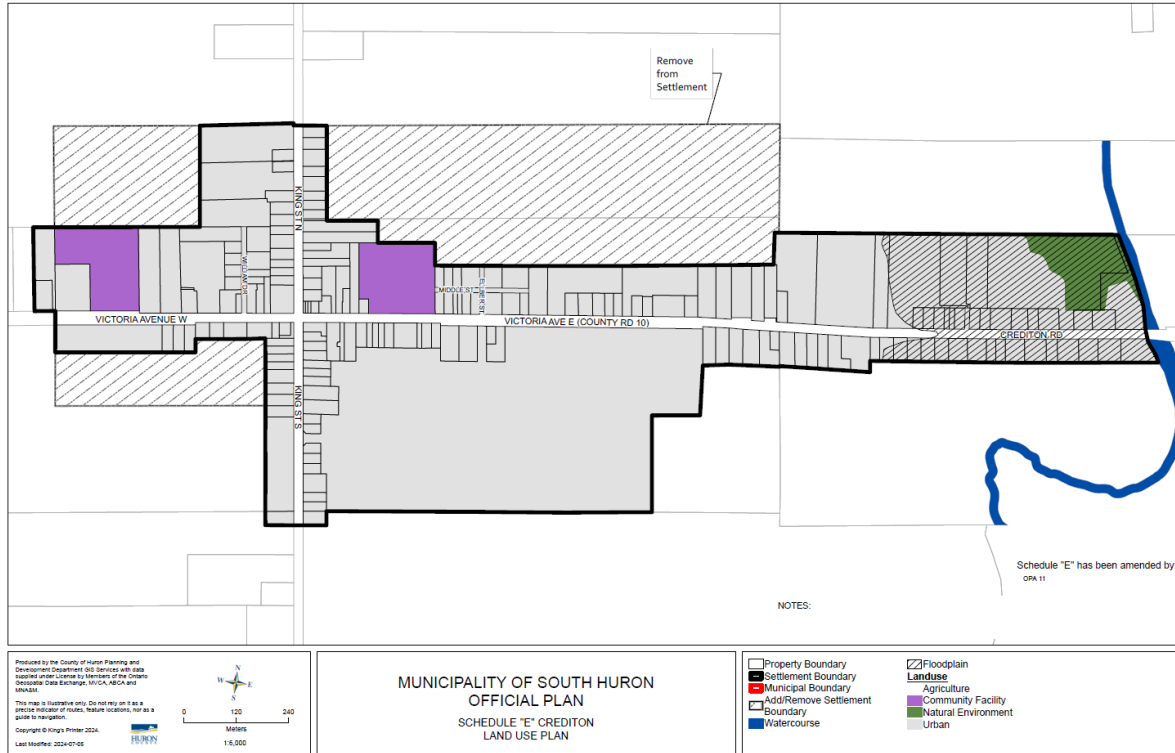 Remove
from
Settlement
KING ST N
WILLIAM DR
MIDDLE ST
VICTORIA AVENUE W
VICTORIA AVE E (COUNTY RD 10)
CREDITON RD
KING ST S
Schedule "E" has been amended by
OPA 11
NOTES:
Produced by the County of Huron Planning and
Development Department GIS Services with data
supplied under License by Members of the Ontario
Geospatial Data Exchange, MVCA, ABCA and
MNA&M.
This map is illustrative only. Do not rely on it as a
precise indicator of routes, feature locations, nor as a
guide to navigation.
Copyright © King's Printer 2024.
Last Modified: 2024-07-05
HURON
COUNTY
N
W E
S
0 120 240
Meters
1:6,000
MUNICIPALITY OF SOUTH HURON
OFFICIAL PLAN
SCHEDULE "E" CREDITON
LAND USE PLAN
Property Boundary
Settlement Boundary
Municipal Boundary
Add/Remove Settlement
Boundary
Watercourse
Floodplain
Landuse
Agriculture
Community Facility
Natural Environment
Urban